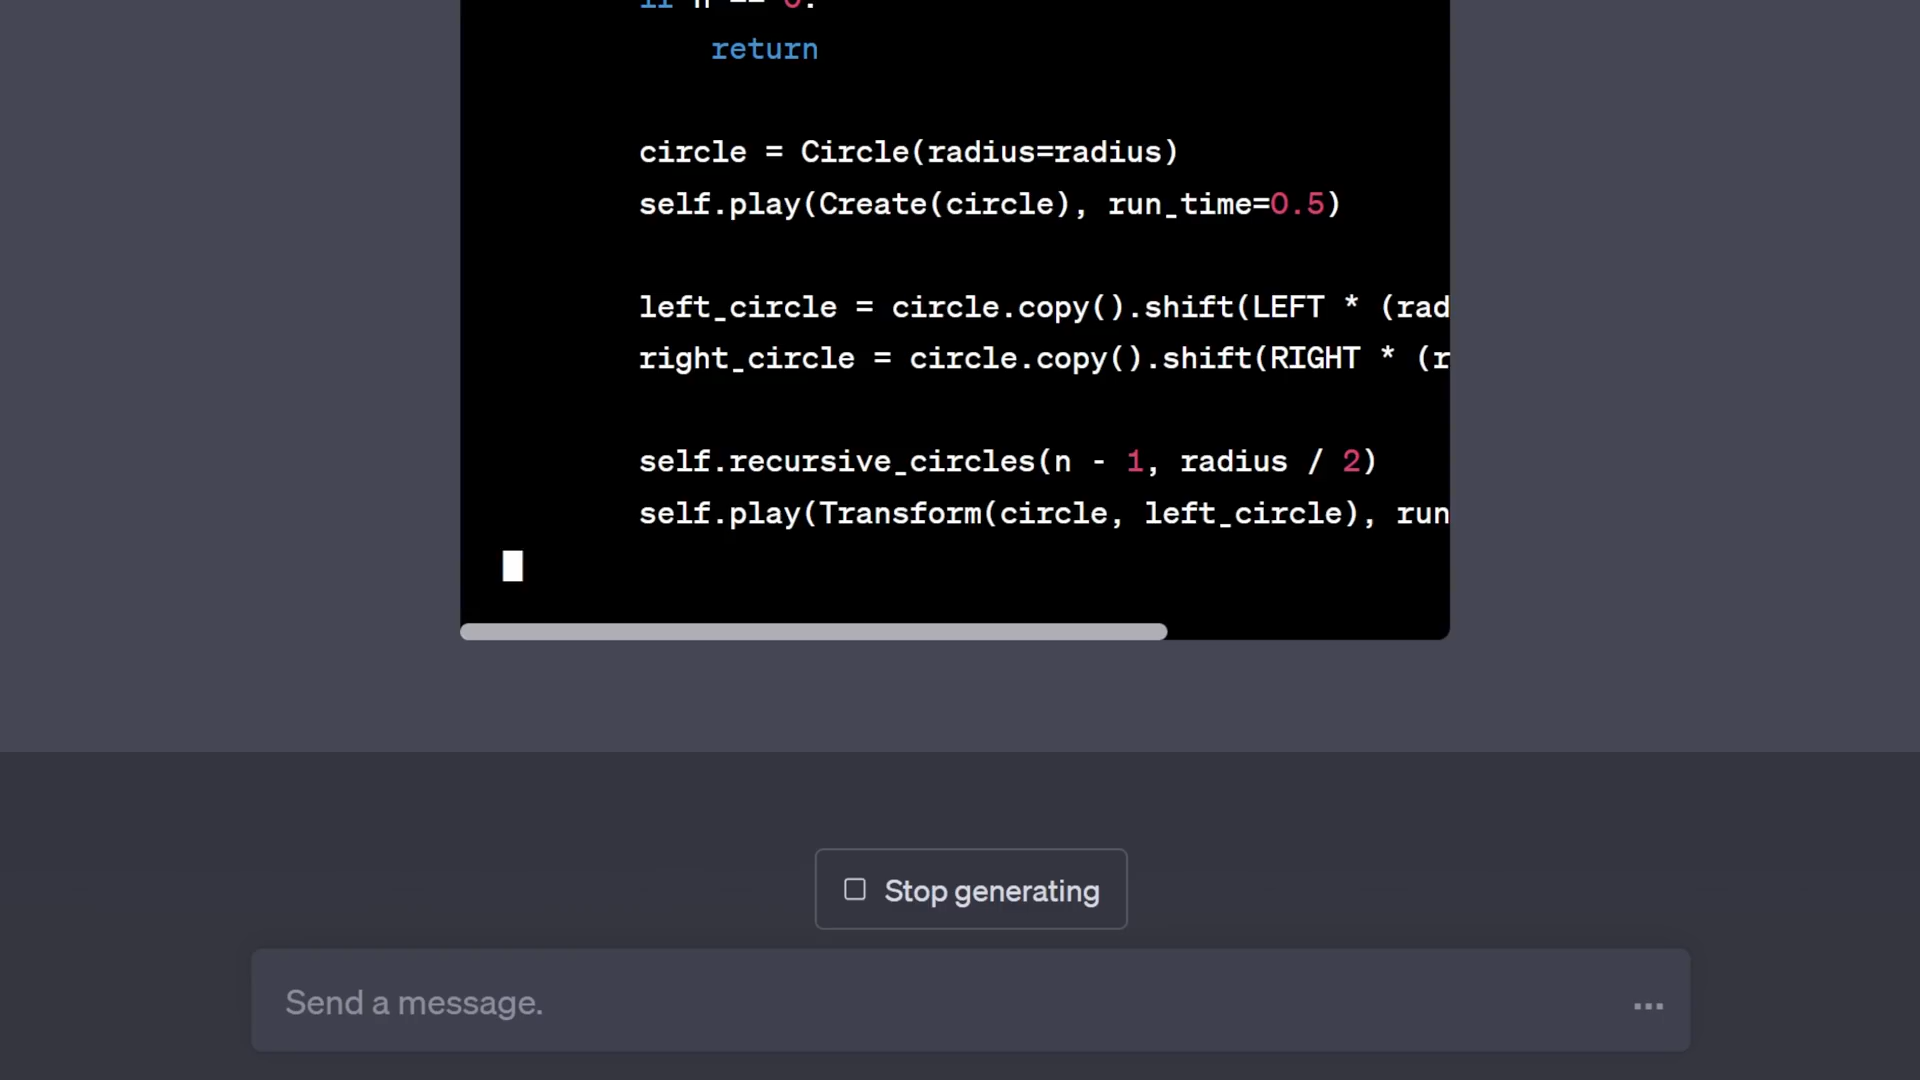 if n == 0:
return
circle = Circle(radius=radius)
self.play(Create(circle), run_time=0.5)
left_circle = circle.copy().shift(LEFT * (rad
right_circle = circle.copy().shift(RIGHT * (r
self.recursive_circles(n - 1, radius / 2)
self.play(Transform(circle, left_circle), run
Stop generating
Send a message.